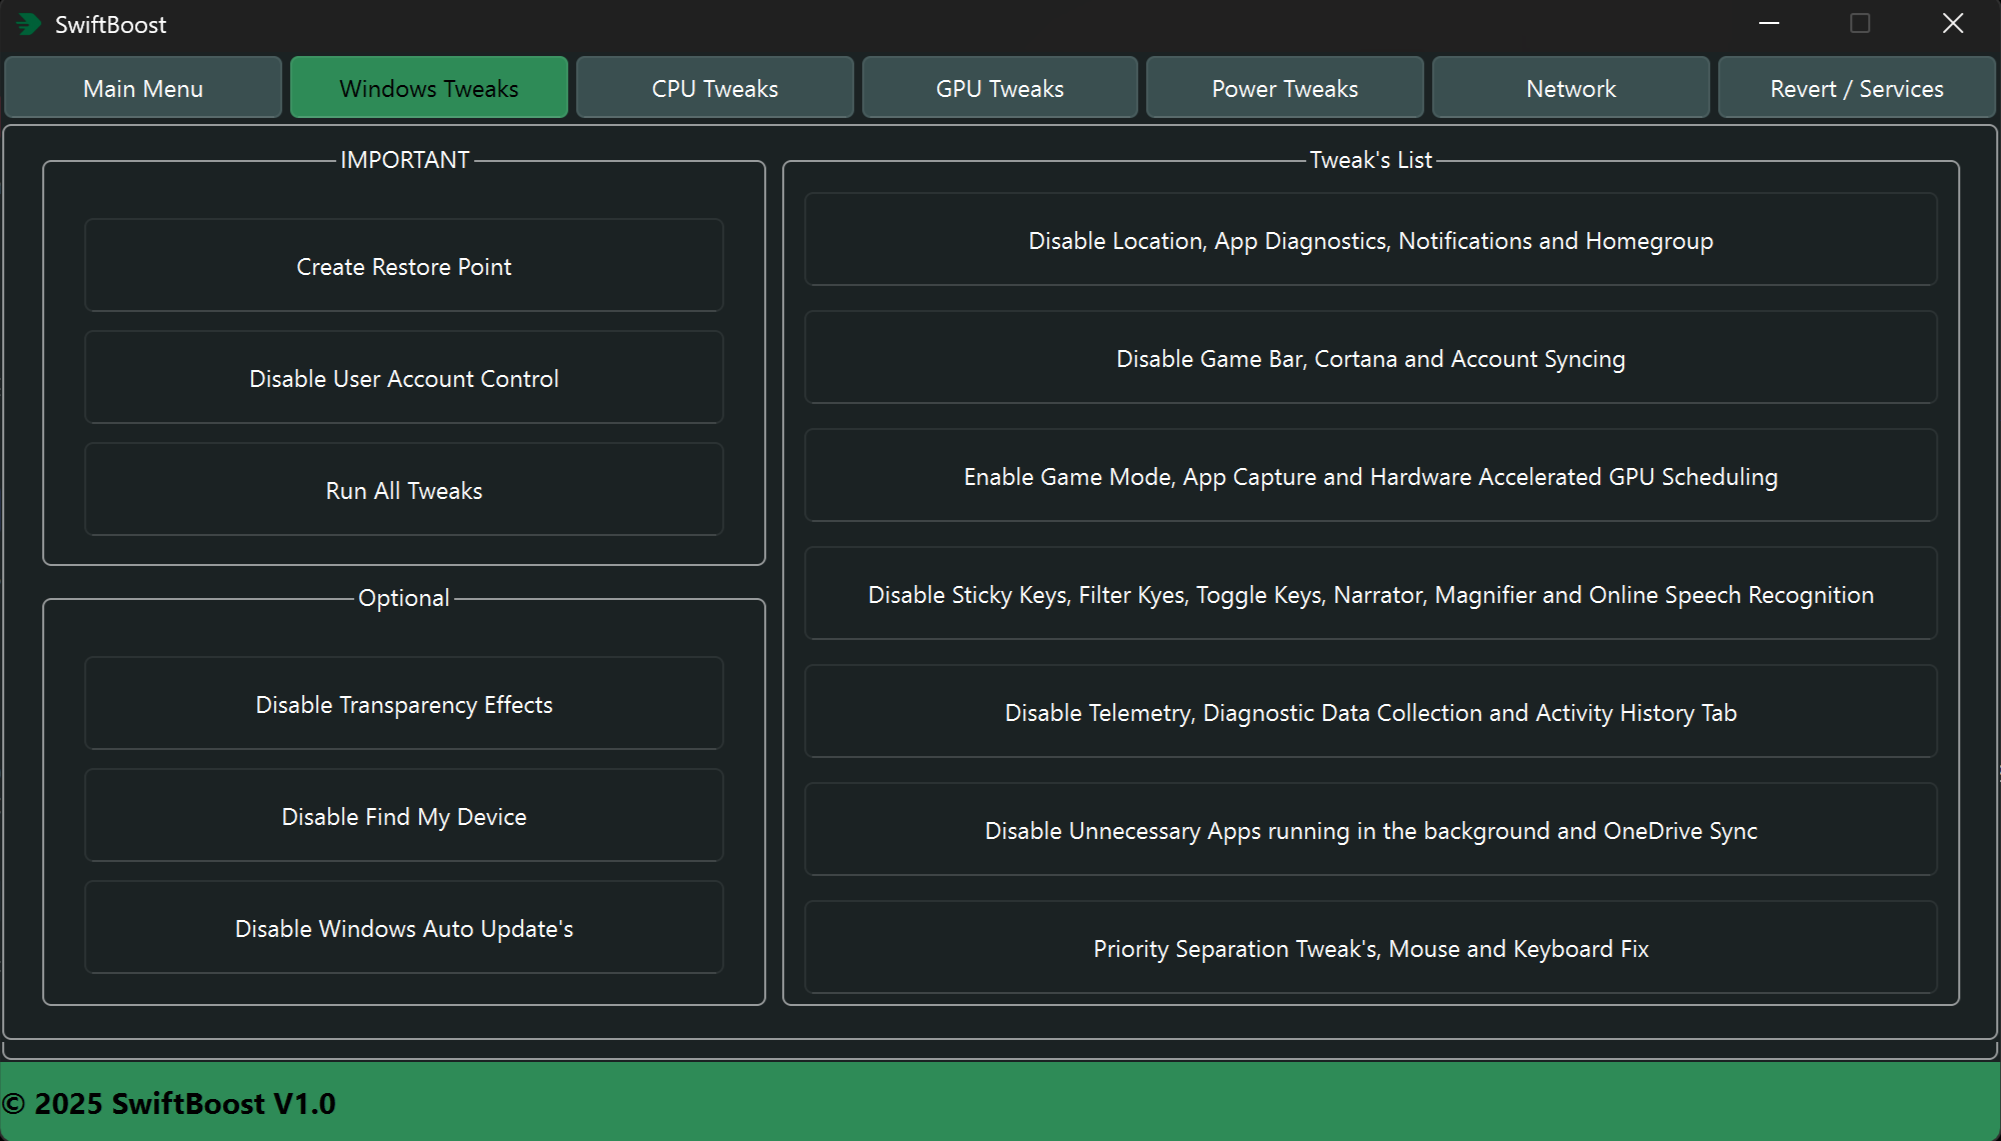 SwiftBoost
Main Menu
Windows Tweaks
CPU Tweaks
GPU Tweaks
Power Tweaks
Network
Revert / Services
IMPORTANT
Create Restore Point
Disable User Account Control
Run All Tweaks
Optional
Disable Transparency Effects
Disable Find My Device
Disable Windows Auto Update's
Tweak's List
Disable Location, App Diagnostics, Notifications and Homegroup
Disable Game Bar, Cortana and Account Syncing
Enable Game Mode, App Capture and Hardware Accelerated GPU Scheduling
Disable Sticky Keys, Filter Kyes, Toggle Keys, Narrator, Magnifier and Online Speech Recognition
Disable Telemetry, Diagnostic Data Collection and Activity History Tab
Disable Unnecessary Apps running in the background and OneDrive Sync
Priority Separation Tweak's, Mouse and Keyboard Fix
© 2025 SwiftBoost V1.0